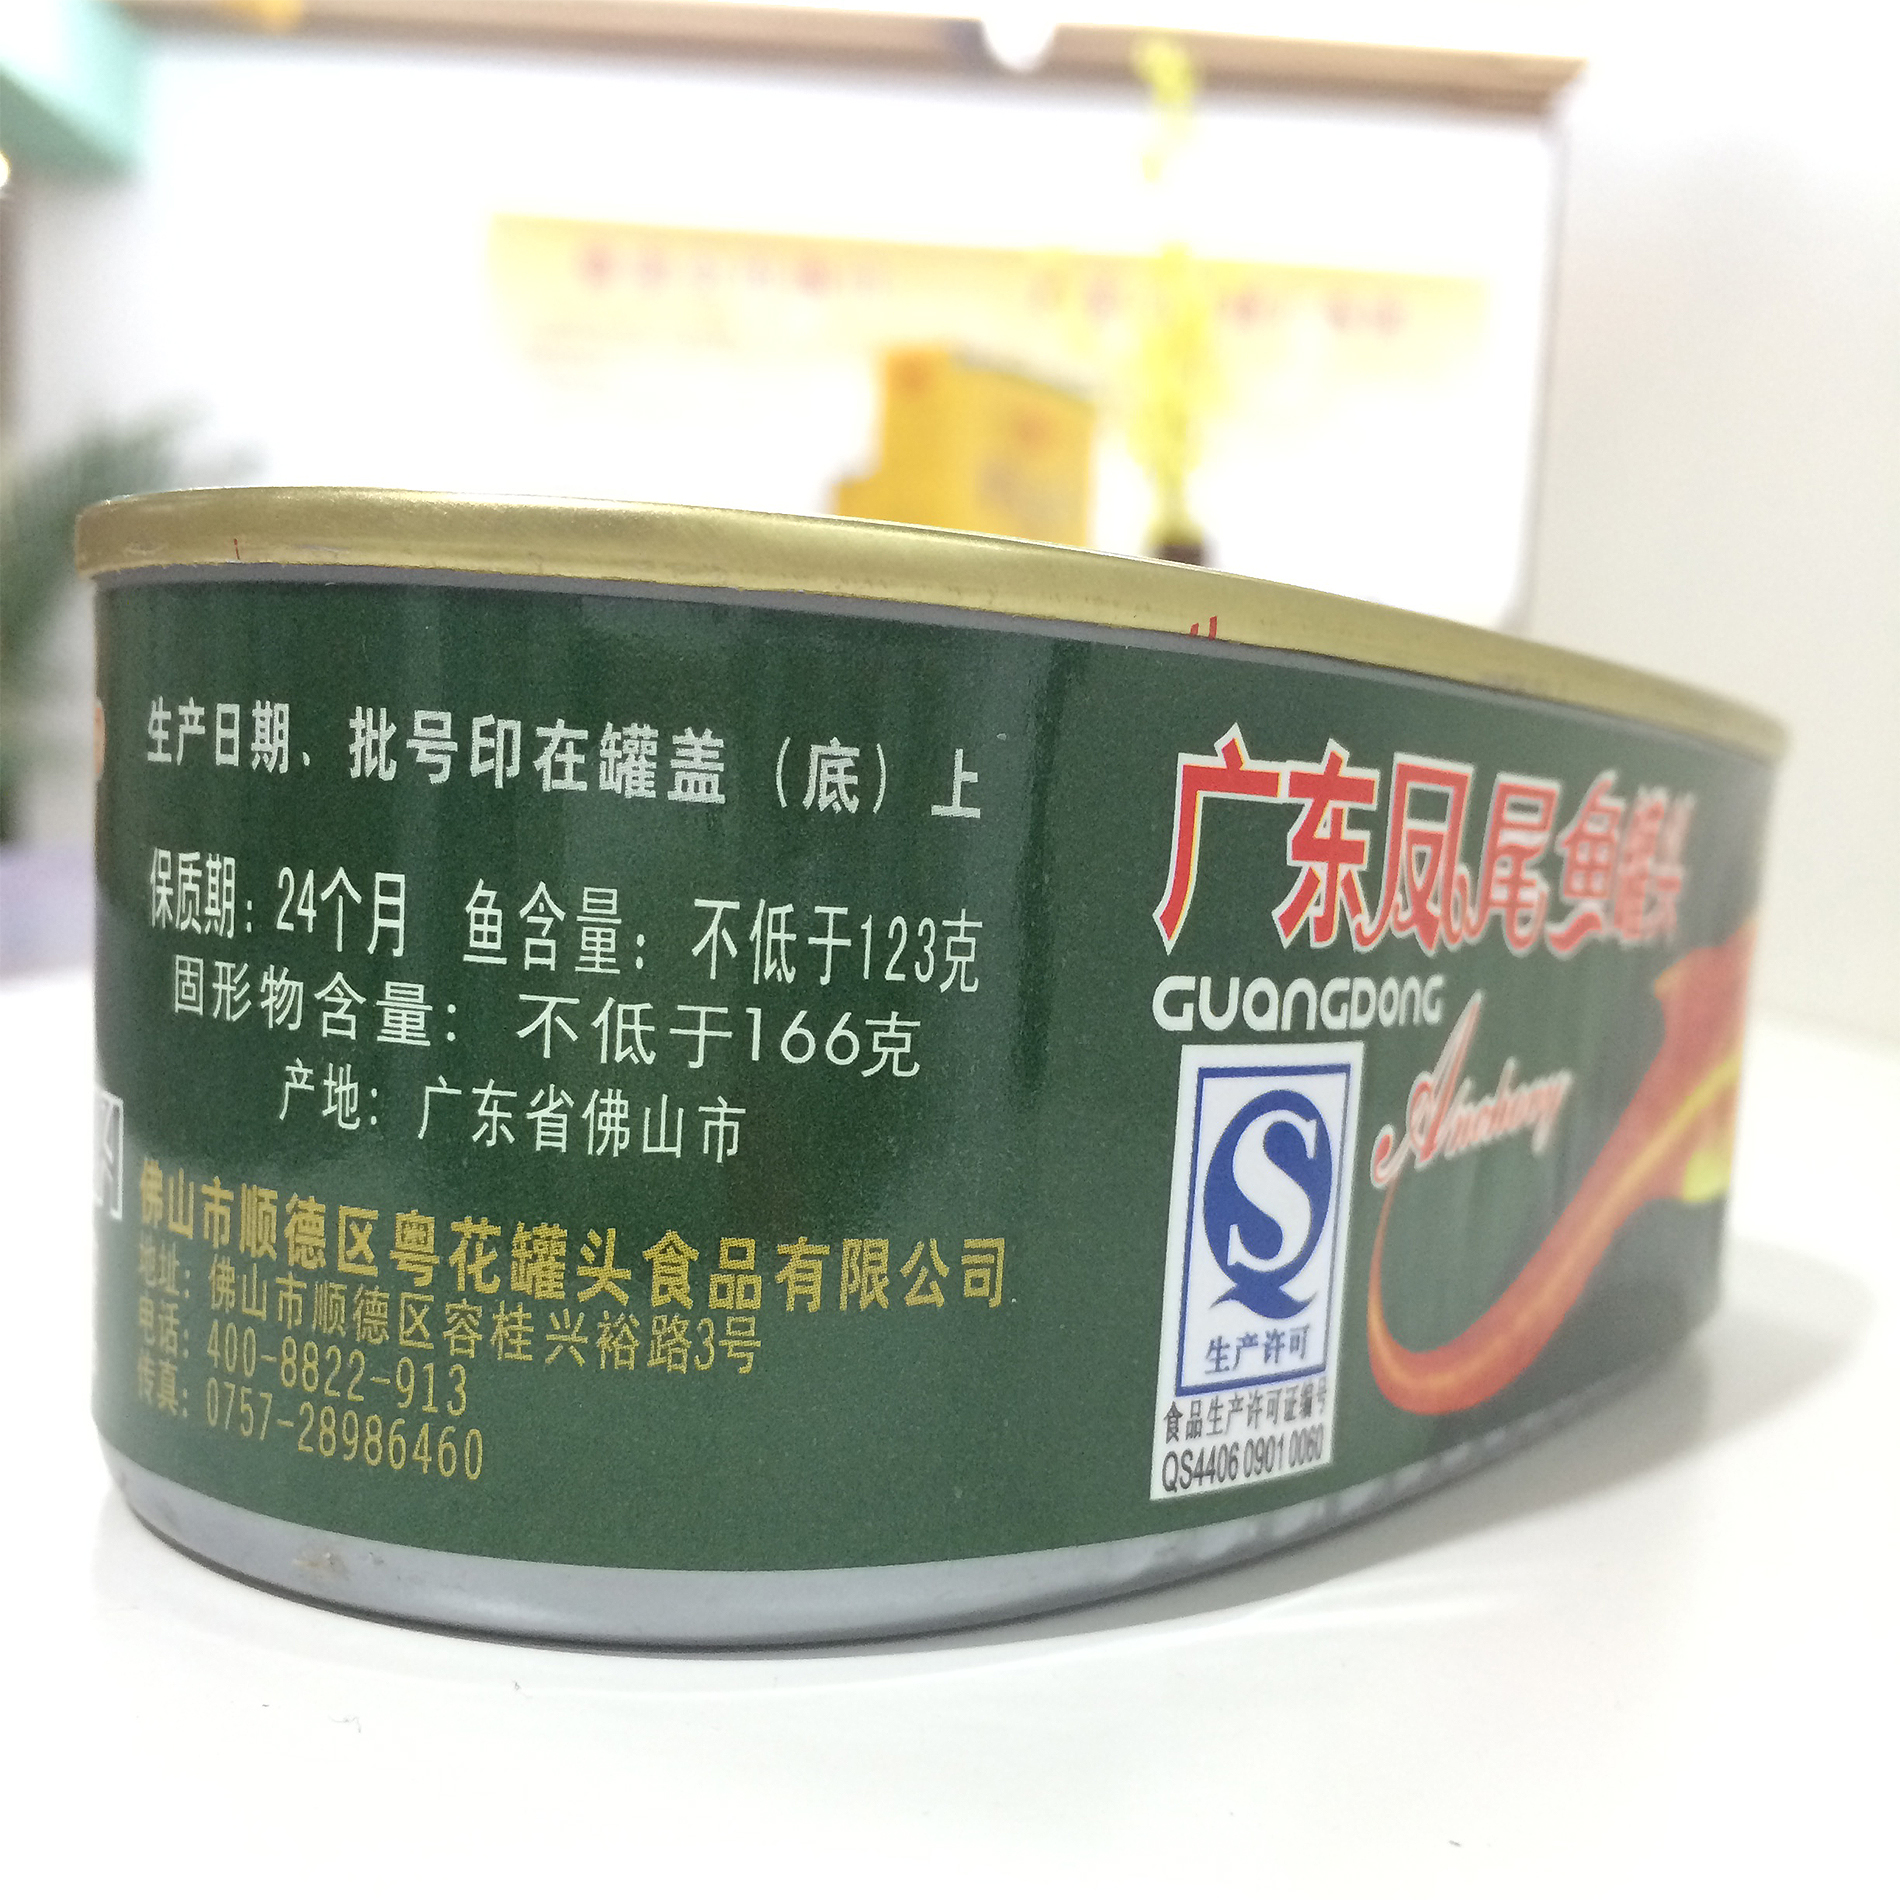 生产日期、批号印在罐盖（底）上
保质期：24个月 鱼含量：不低于123克
固形物含量：不低于166克
产地：广东省佛山市
佛山市顺德区粤花罐头食品有限公司
地址：佛山市顺德区容桂兴裕路3号
电话：400-8822-913
传真：0757-28986460
广东凤尾鱼罐头
GUANGDONG
Anchovy
生产许可
食品生产许可证编号
QS4406 0901 0060